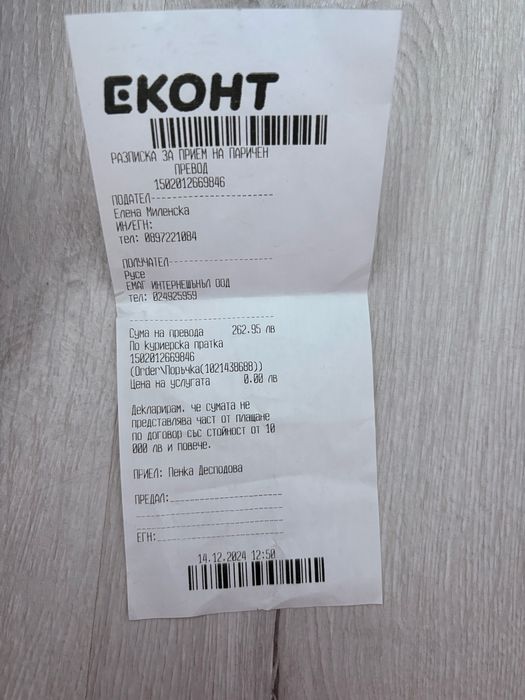 ЕКОНТ
РАЗПИСКА ЗА ПРИЕМ НА ПАРИЧЕН
ПРЕВОД
1502012669846
ПОДАТЕЛ
Елена Миленска
ИН/ЕГН:
тел: 0897221084
ПОЛУЧАТЕЛ
Русе
ЕМАГ ИНТЕРНЕШЪНЪЛ ООД
тел: 024925959
Сума на превода 262.95 лв
По куриерска пратка
1502012669846
(Order\Поръчка(1021438688))
Цена на услугата 0.00 лв
Декларирам, че сумата не
представлява част от плащане
по договор със стойност от 10
000 лв и повече.
ПРИЕЛ: Пенка Десподова
ПРЕДАЛ:
ЕГН:
14.12.2024 12:50